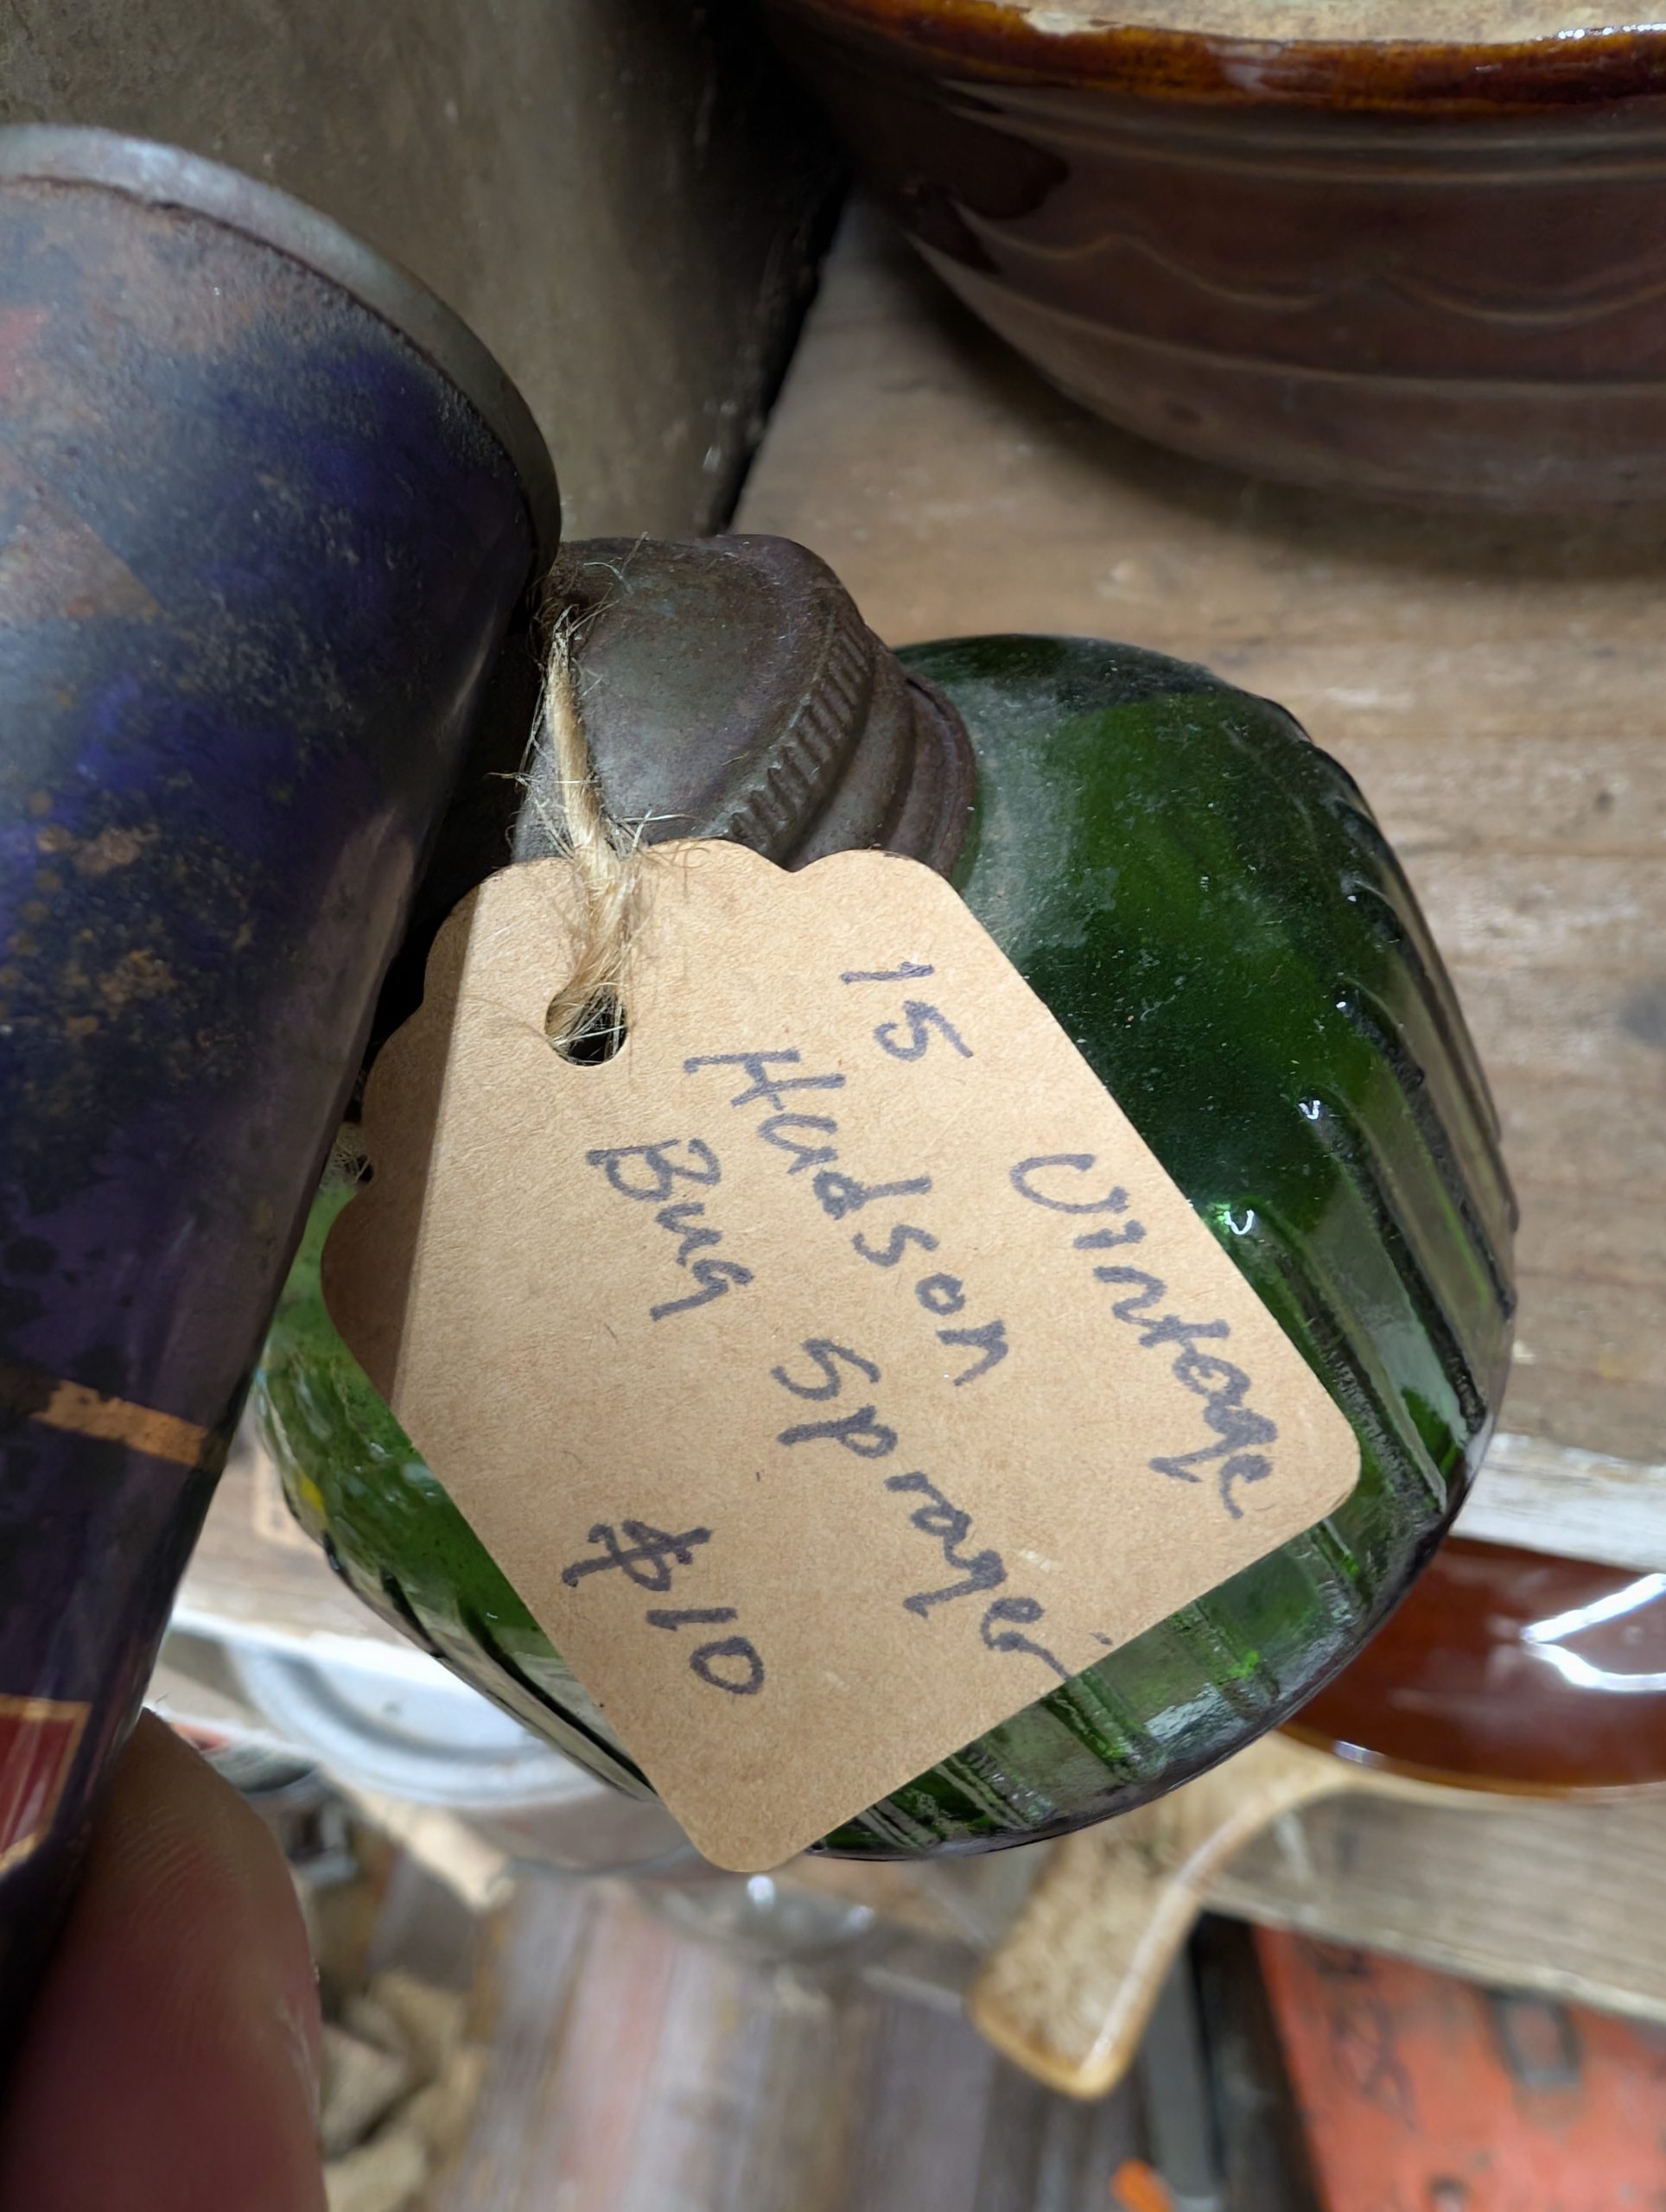 15 Vintage
Hudson
Bug Sprayer
$10